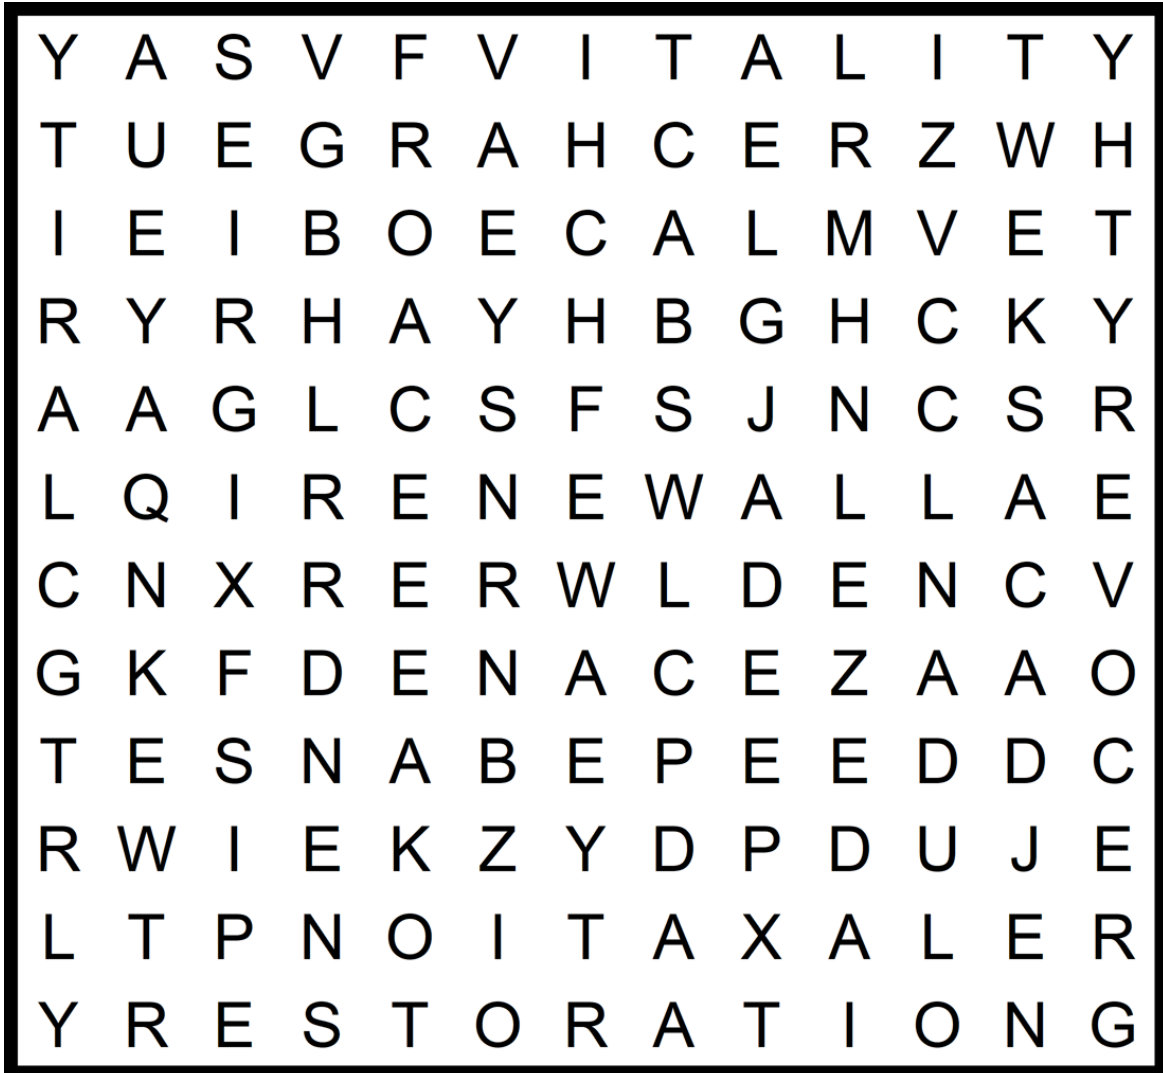 Y A S V F V I T A L I T Y
T U E G R A H C E R Z W H
I E I B O E C A L M V E T
R Y R H A Y H B G H C K Y
A A G L C S F S J N C S R
L Q I R E N E W A L L A E
C N X R E R W L D E N C V
G K F D E N A C E Z A A O
T E S N A B E P E E D D C
R W I E K Z Y D P D U J E
L T P N O I T A X A L E R
Y R E S T O R A T I O N G